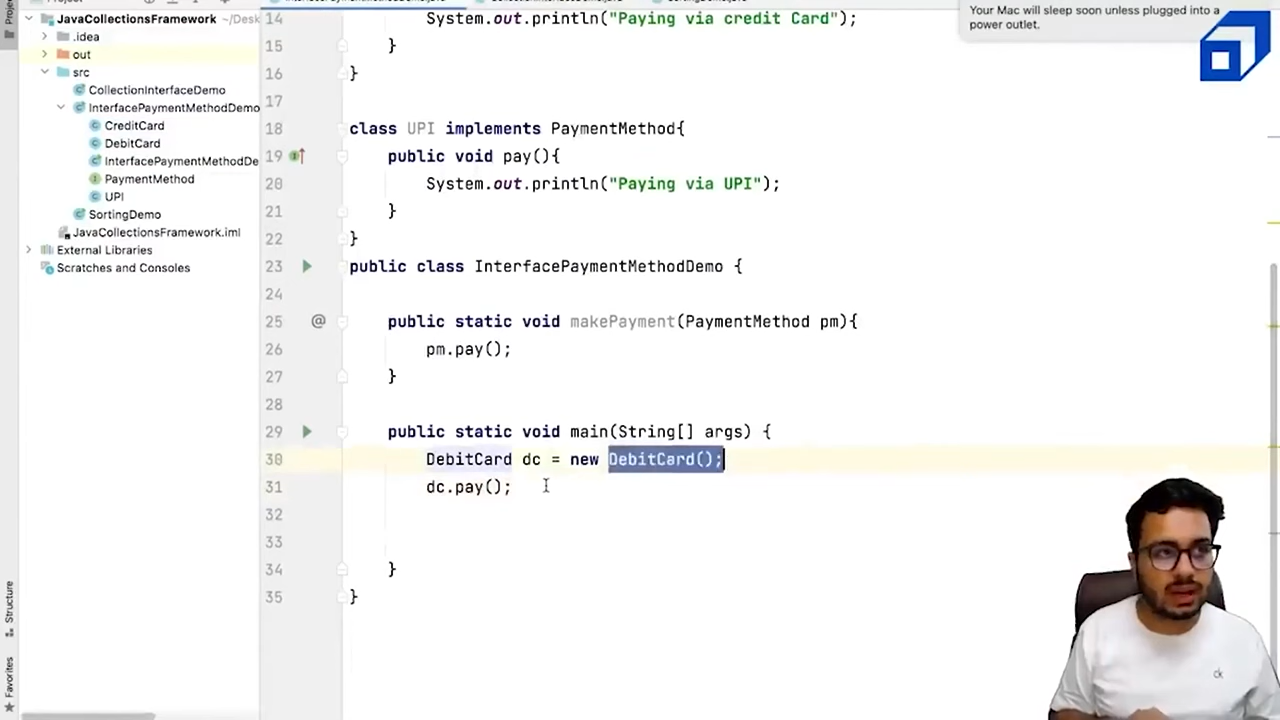 Your Mac will sleep soon unless plugged into a
power outlet.
JavaCollectionsFramework ~/Desk
.idea
out
src
CollectionInterfaceDemo
InterfacePaymentMethodDemo
CreditCard
DebitCard
InterfacePaymentMethodDe
PaymentMethod
UPI
SortingDemo
JavaCollectionsFramework.iml
External Libraries
Scratches and Consoles
Structure
Favorites
14 System.out.println("Paying via credit Card");
15 }
16 }
17
18 class UPI implements PaymentMethod{
19 public void pay(){
20 System.out.println("Paying via UPI");
21 }
22 }
23 public class InterfacePaymentMethodDemo {
24
25 @ public static void makePayment(PaymentMethod pm){
26 pm.pay();
27 }
28
29 public static void main(String[] args) {
30 DebitCard dc = new DebitCard();
31 dc.pay();
32
33
34 }
35 }
ck